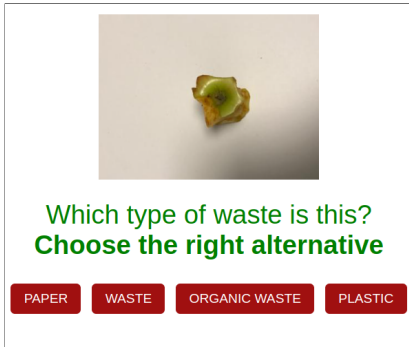 Which type of waste is this?
Choose the right alternative
PAPER
WASTE
ORGANIC WASTE
PLASTIC